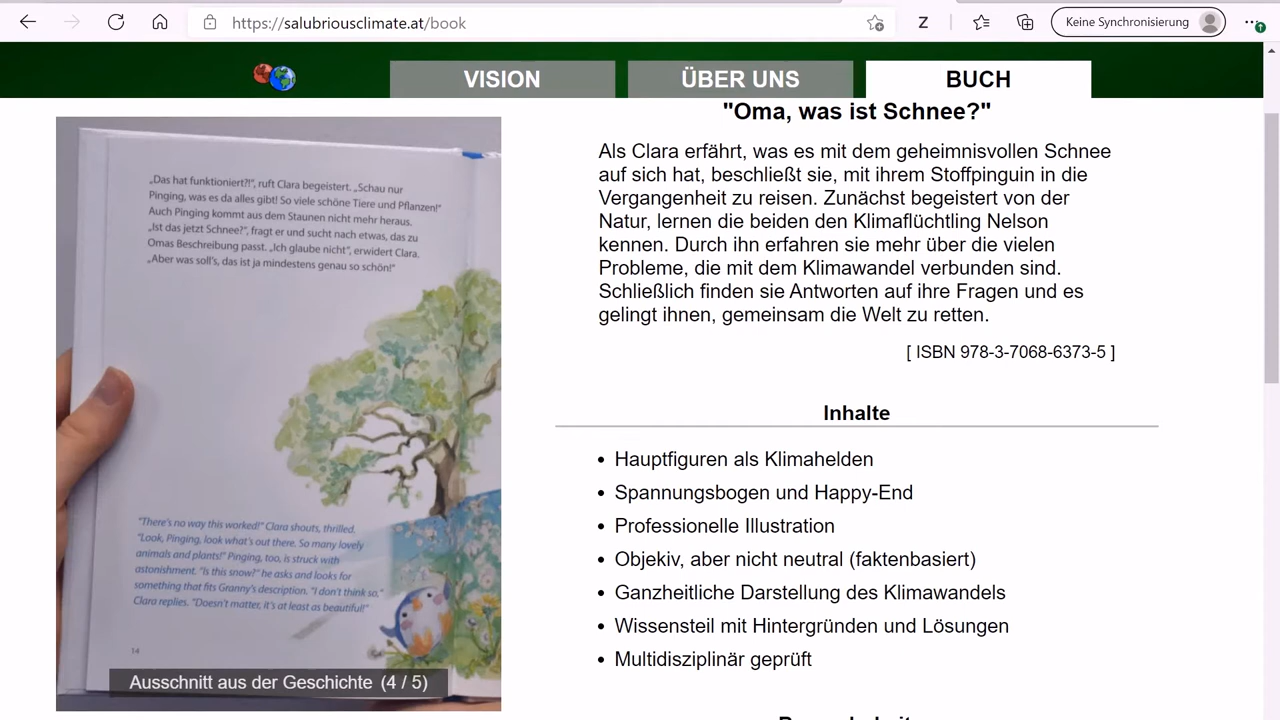 https://salubriousclimate.at/book
Z
Keine Synchronisierung
VISION
ÜBER UNS
BUCH
"Oma, was ist Schnee?"
Als Clara erfährt, was es mit dem geheimnisvollen Schnee
auf sich hat, beschließt sie, mit ihrem Stoffpinguin in die
Vergangenheit zu reisen. Zunächst begeistert von der
Natur, lernen die beiden den Klimaflüchtling Nelson
kennen. Durch ihn erfahren sie mehr über die vielen
Probleme, die mit dem Klimawandel verbunden sind.
Schließlich finden sie Antworten auf ihre Fragen und es
gelingt ihnen, gemeinsam die Welt zu retten.
[ ISBN 978-3-7068-6373-5 ]
Inhalte
• Hauptfiguren als Klimahelden
• Spannungsbogen und Happy-End
• Professionelle Illustration
• Objekiv, aber nicht neutral (faktenbasiert)
• Ganzheitliche Darstellung des Klimawandels
• Wissensteil mit Hintergründen und Lösungen
• Multidisziplinär geprüft
„Das hat funktioniert?!“, ruft Clara begeistert. „Schau nur
Pinging, was es da alles gibt! So viele schöne Tiere und Pflanzen!“
Auch Pinging kommt aus dem Staunen nicht mehr heraus.
„Ist das jetzt Schnee?“, fragt er und sucht nach etwas, das zu
Omas Beschreibung passt. „Ich glaube nicht“, erwidert Clara.
„Aber was soll’s, das ist ja mindestens genau so schön!“
"There's no way this worked!" Clara shouts, thrilled.
"Look, Pinging, look what's out there. So many lovely
animals and plants!" Pinging, too, is struck with
astonishment. "Is this snow?" he asks and looks for
something that fits Granny's description. "I don't think so,"
Clara replies. "Doesn't matter, it's at least as beautiful!"
14
Ausschnitt aus der Geschichte (4 / 5)